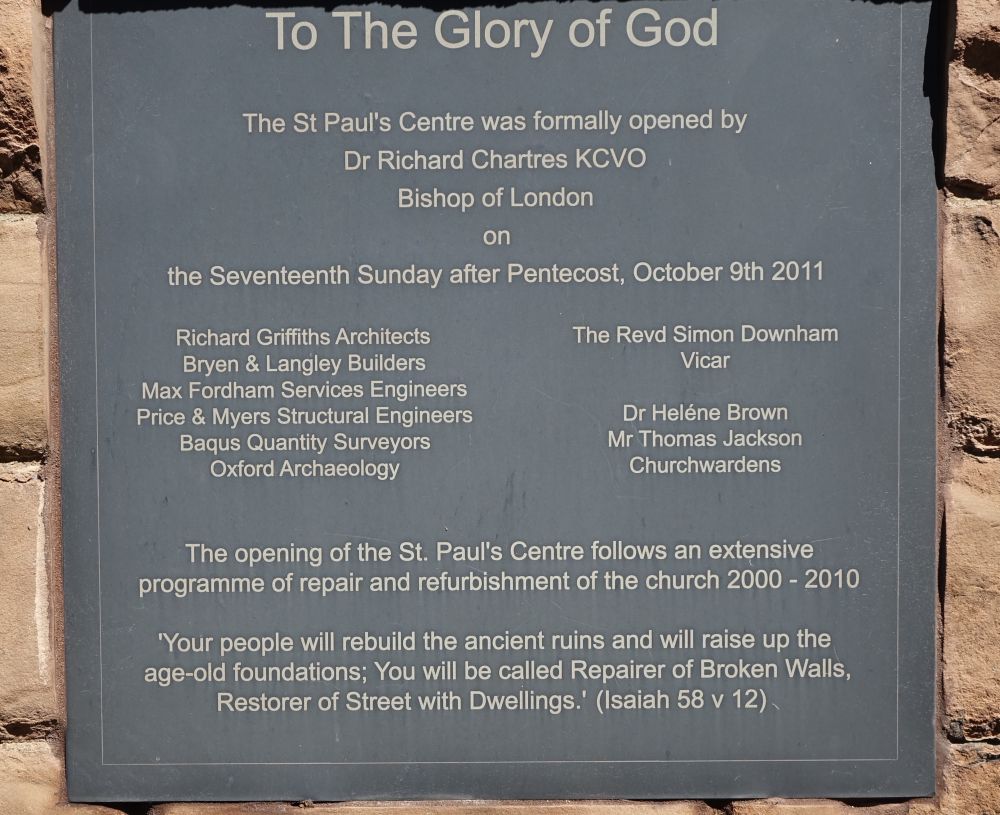 To The Glory of God
The St Paul's Centre was formally opened by
Dr Richard Chartres KCVO
Bishop of London
on
the Seventeenth Sunday after Pentecost, October 9th 2011
Richard Griffiths Architects
Bryen & Langley Builders
Max Fordham Services Engineers
Price & Myers Structural Engineers
Baqus Quantity Surveyors
Oxford Archaeology
The Revd Simon Downham
Vicar
Dr Heléne Brown
Mr Thomas Jackson
Churchwardens
The opening of the St. Paul's Centre follows an extensive
programme of repair and refurbishment of the church 2000 - 2010
'Your people will rebuild the ancient ruins and will raise up the
age-old foundations; You will be called Repairer of Broken Walls,
Restorer of Street with Dwellings.' (Isaiah 58 v 12)